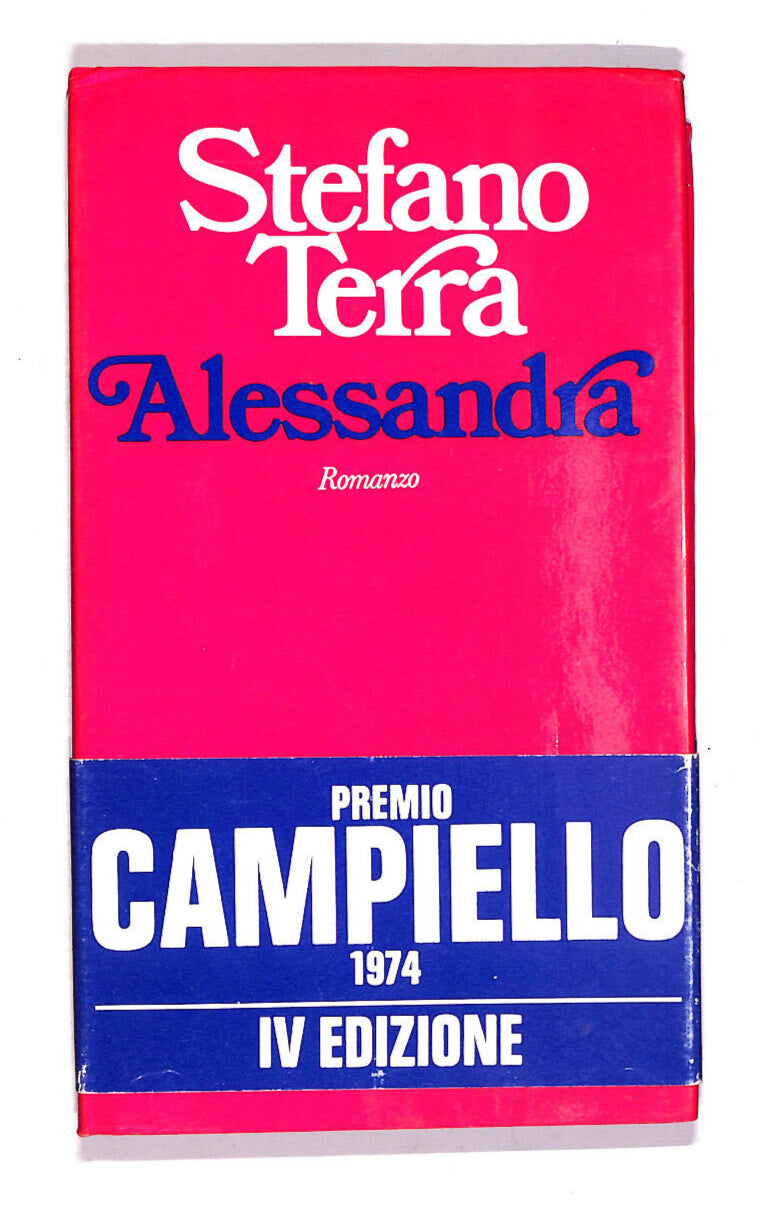 Stefano
Terra
Alessandra
Romanzo
PREMIO
CAMPIELLO
1974
IV EDIZIONE